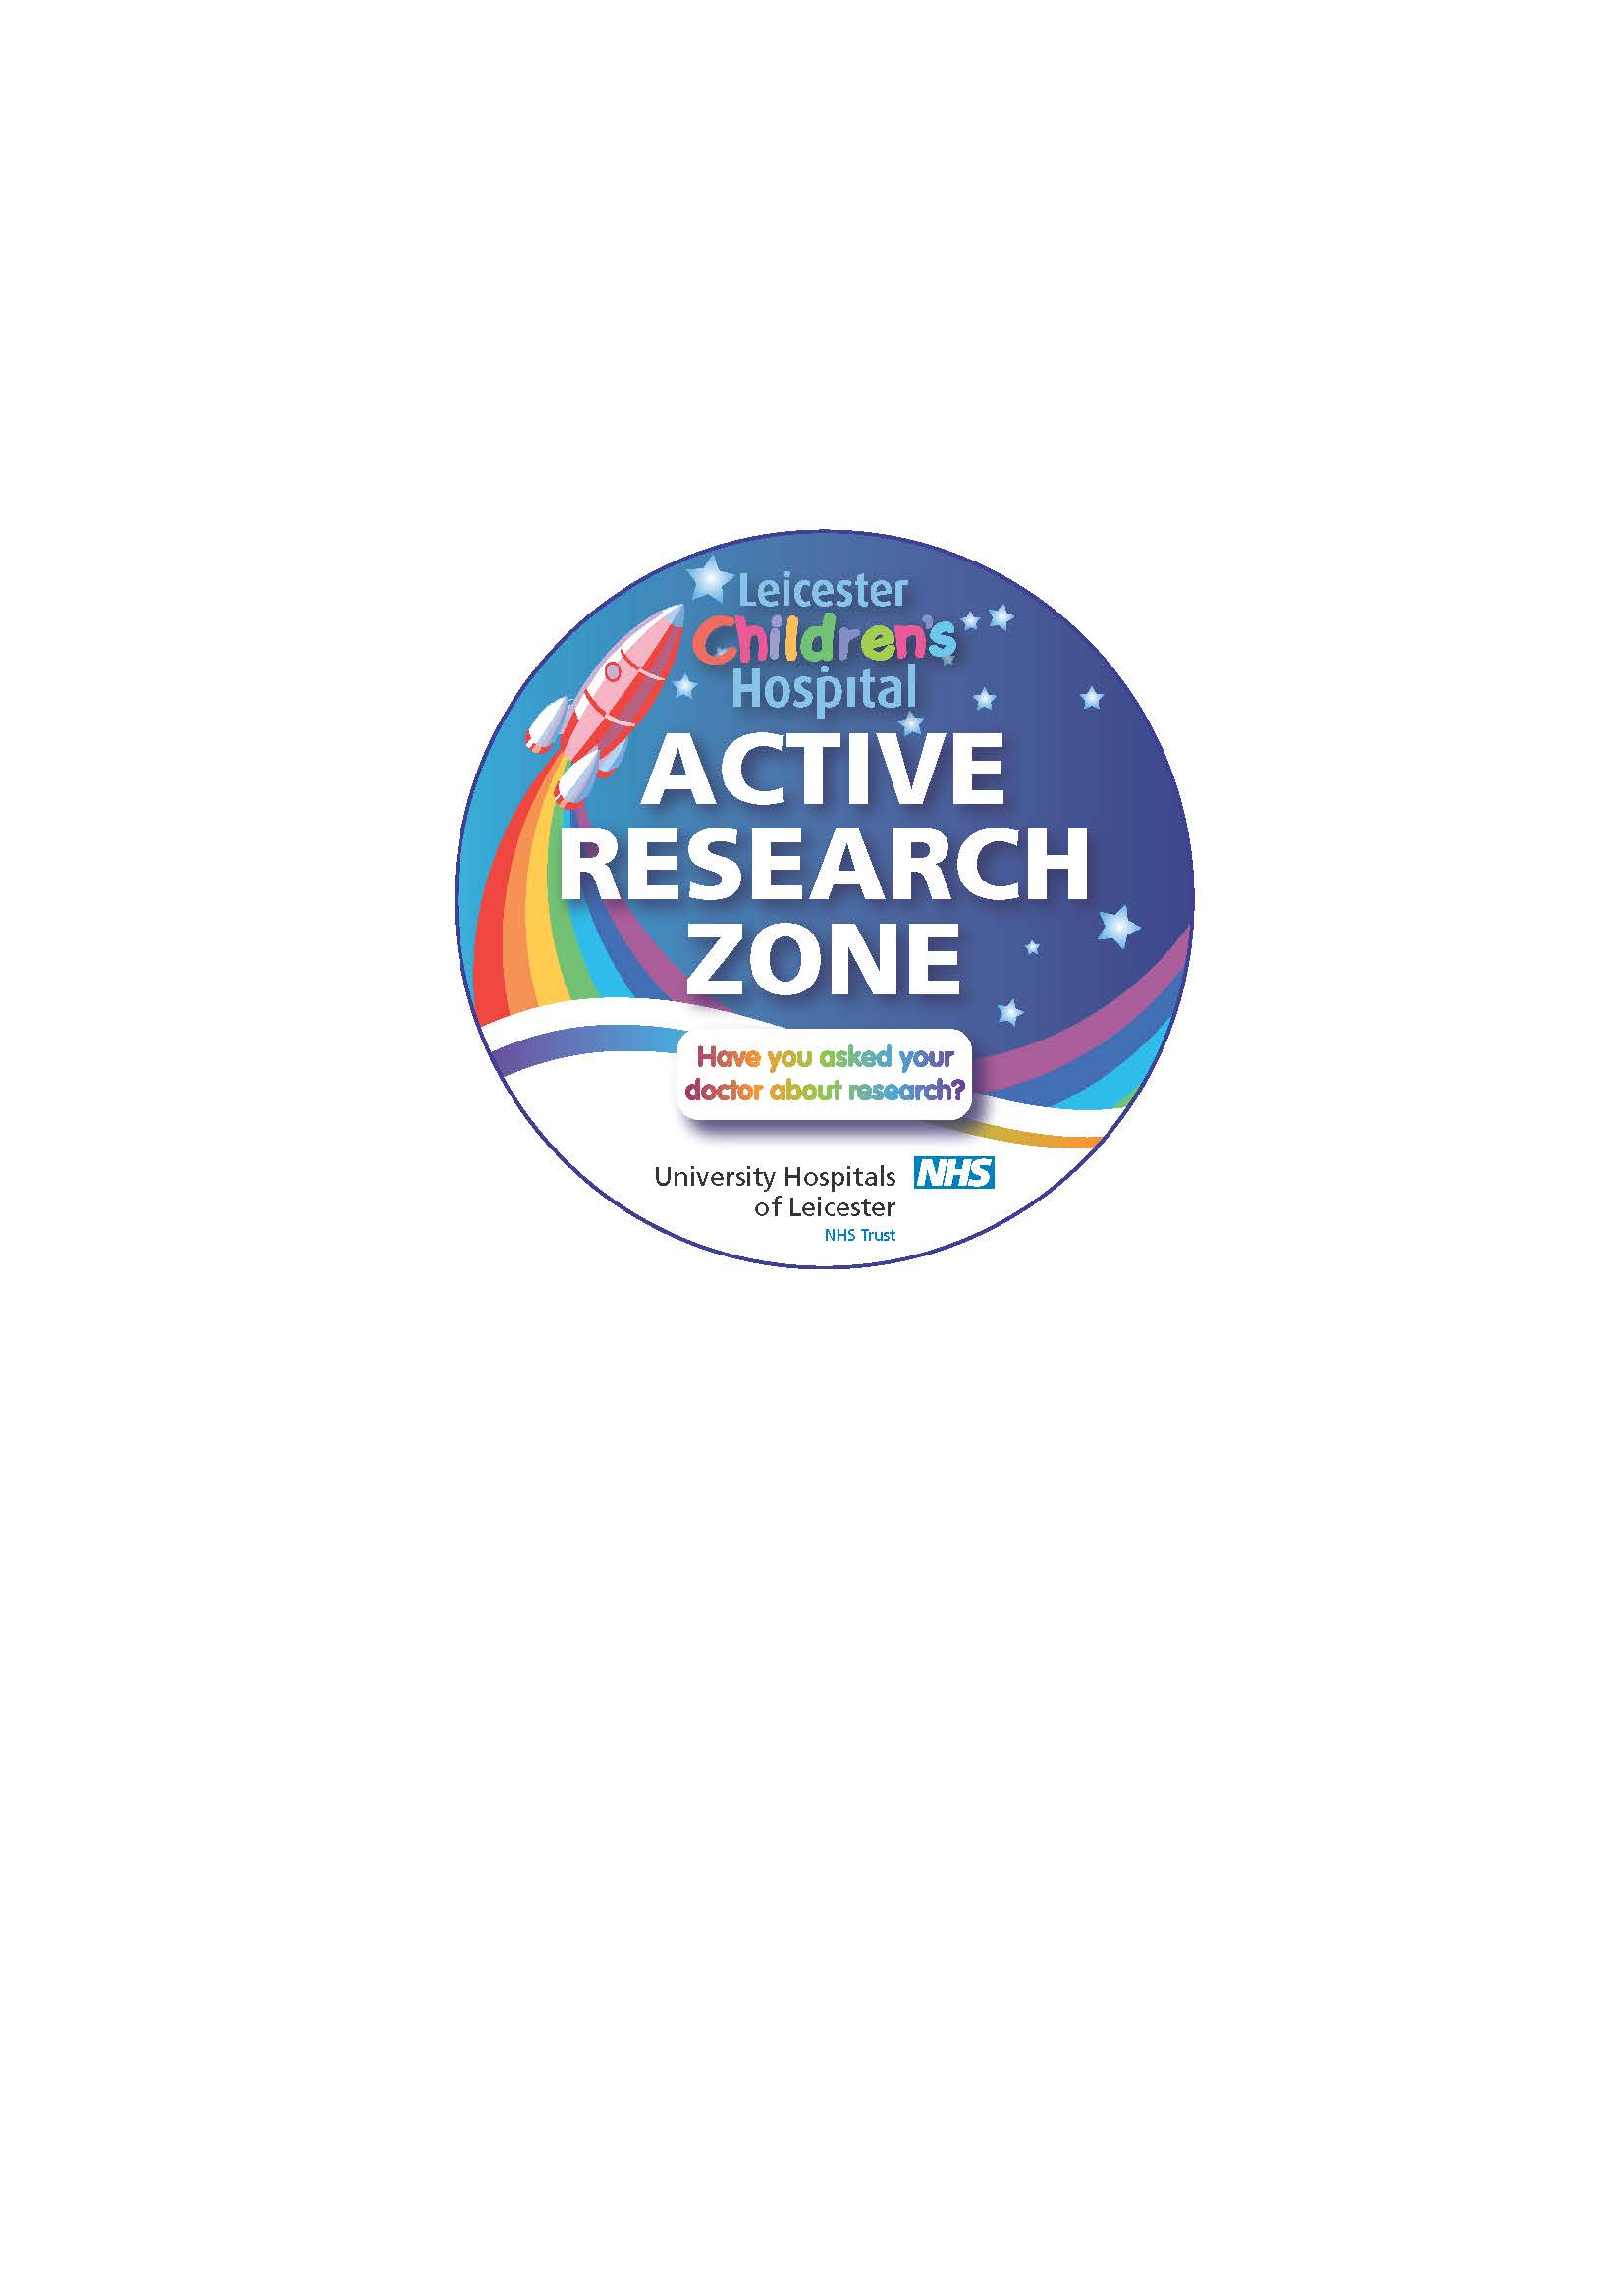 Leicester
Children's
Hospital
ACTIVE
RESEARCH
ZONE
Have you asked your
doctor about research?
University Hospitals NHS
of Leicester
NHS Trust